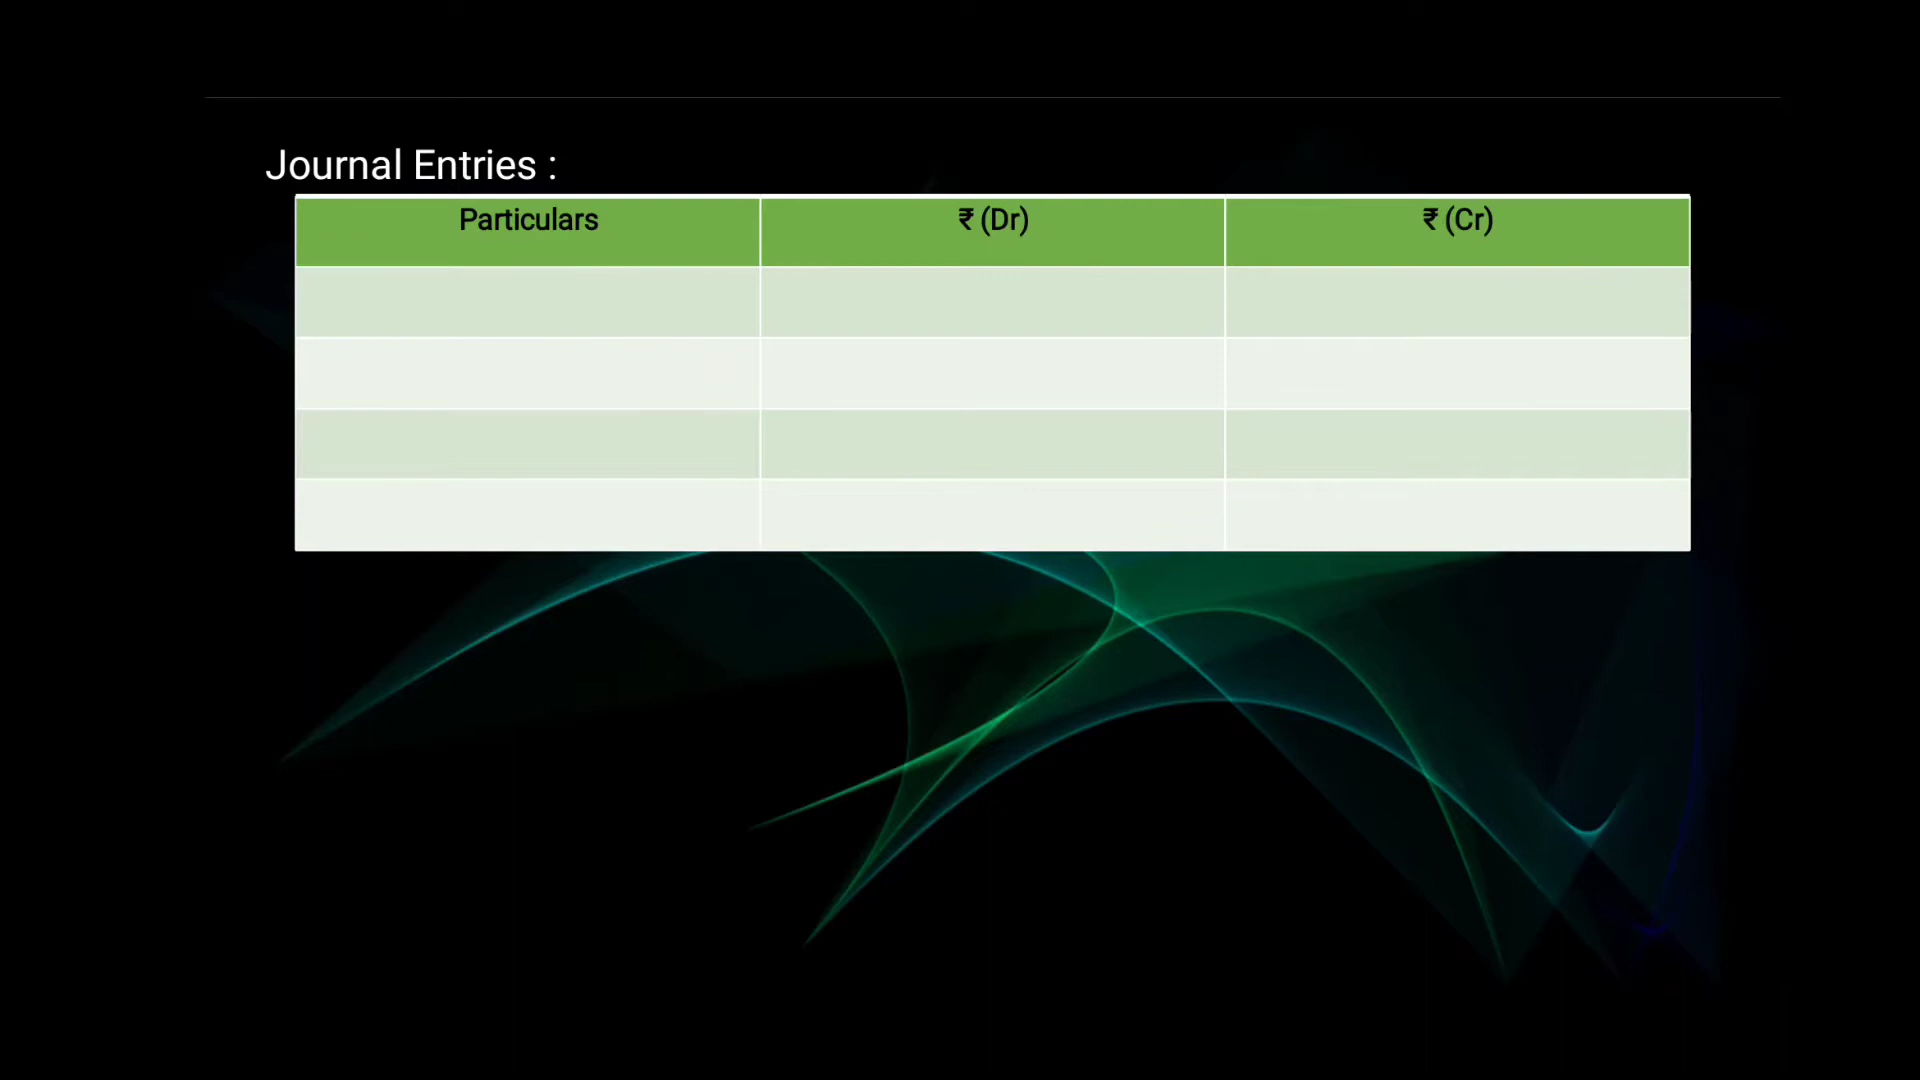 Journal Entries :
Particulars ₹ (Dr) ₹ (Cr)